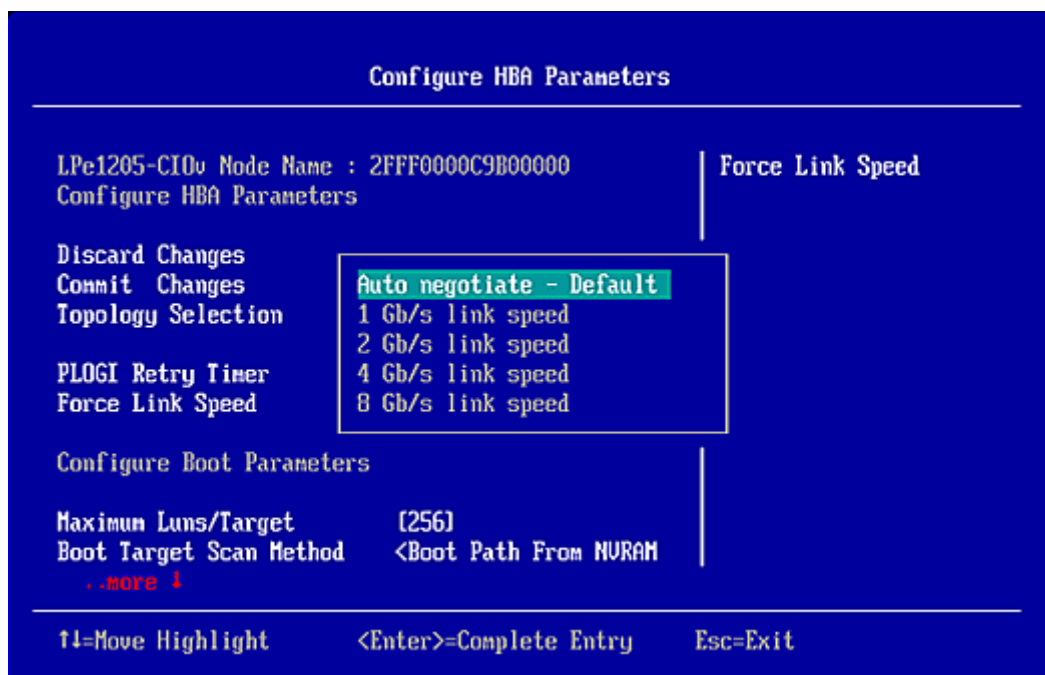 Configure HBA Parameters
LPe1205-CIOv Node Name : 2FFF0000C9B00000
Force Link Speed
Configure HBA Parameters
Discard Changes
Commit Changes
Auto negotiate - Default
Topology Selection
1 Gb/s link speed
2 Gb/s link speed
PLOGI Retry Timer
4 Gb/s link speed
Force Link Speed
8 Gb/s link speed
Configure Boot Parameters
Maximum Luns/Target [256]
Boot Target Scan Method <Boot Path From NVRAM
..more ↓
↑↓=Move Highlight <Enter>=Complete Entry Esc=Exit